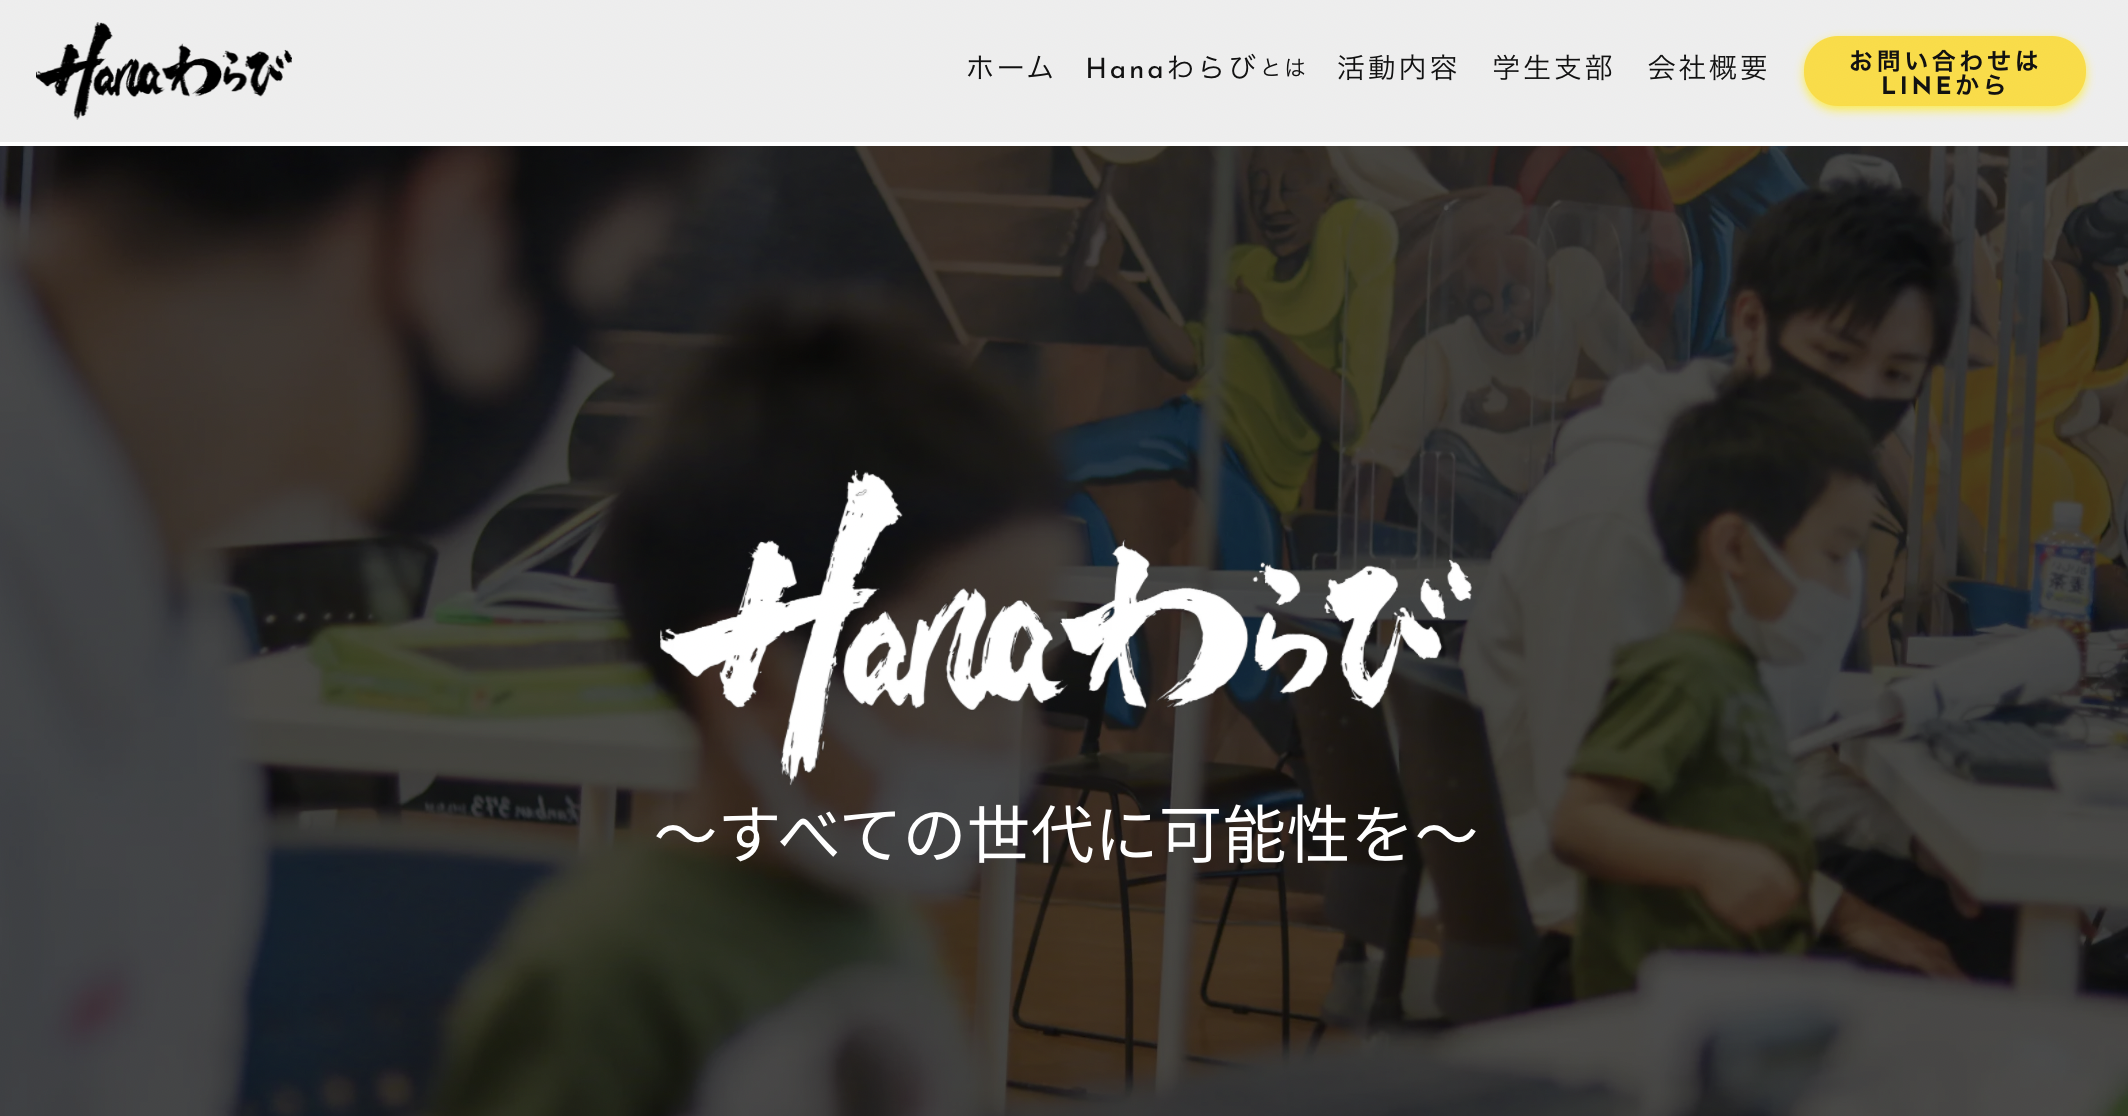 Hanaわらび
ホーム
Hanaわらびとは
活動内容
学生支部
会社概要
お問い合わせは
LINEから
Hanaわらび
〜すべての世代に可能性を〜